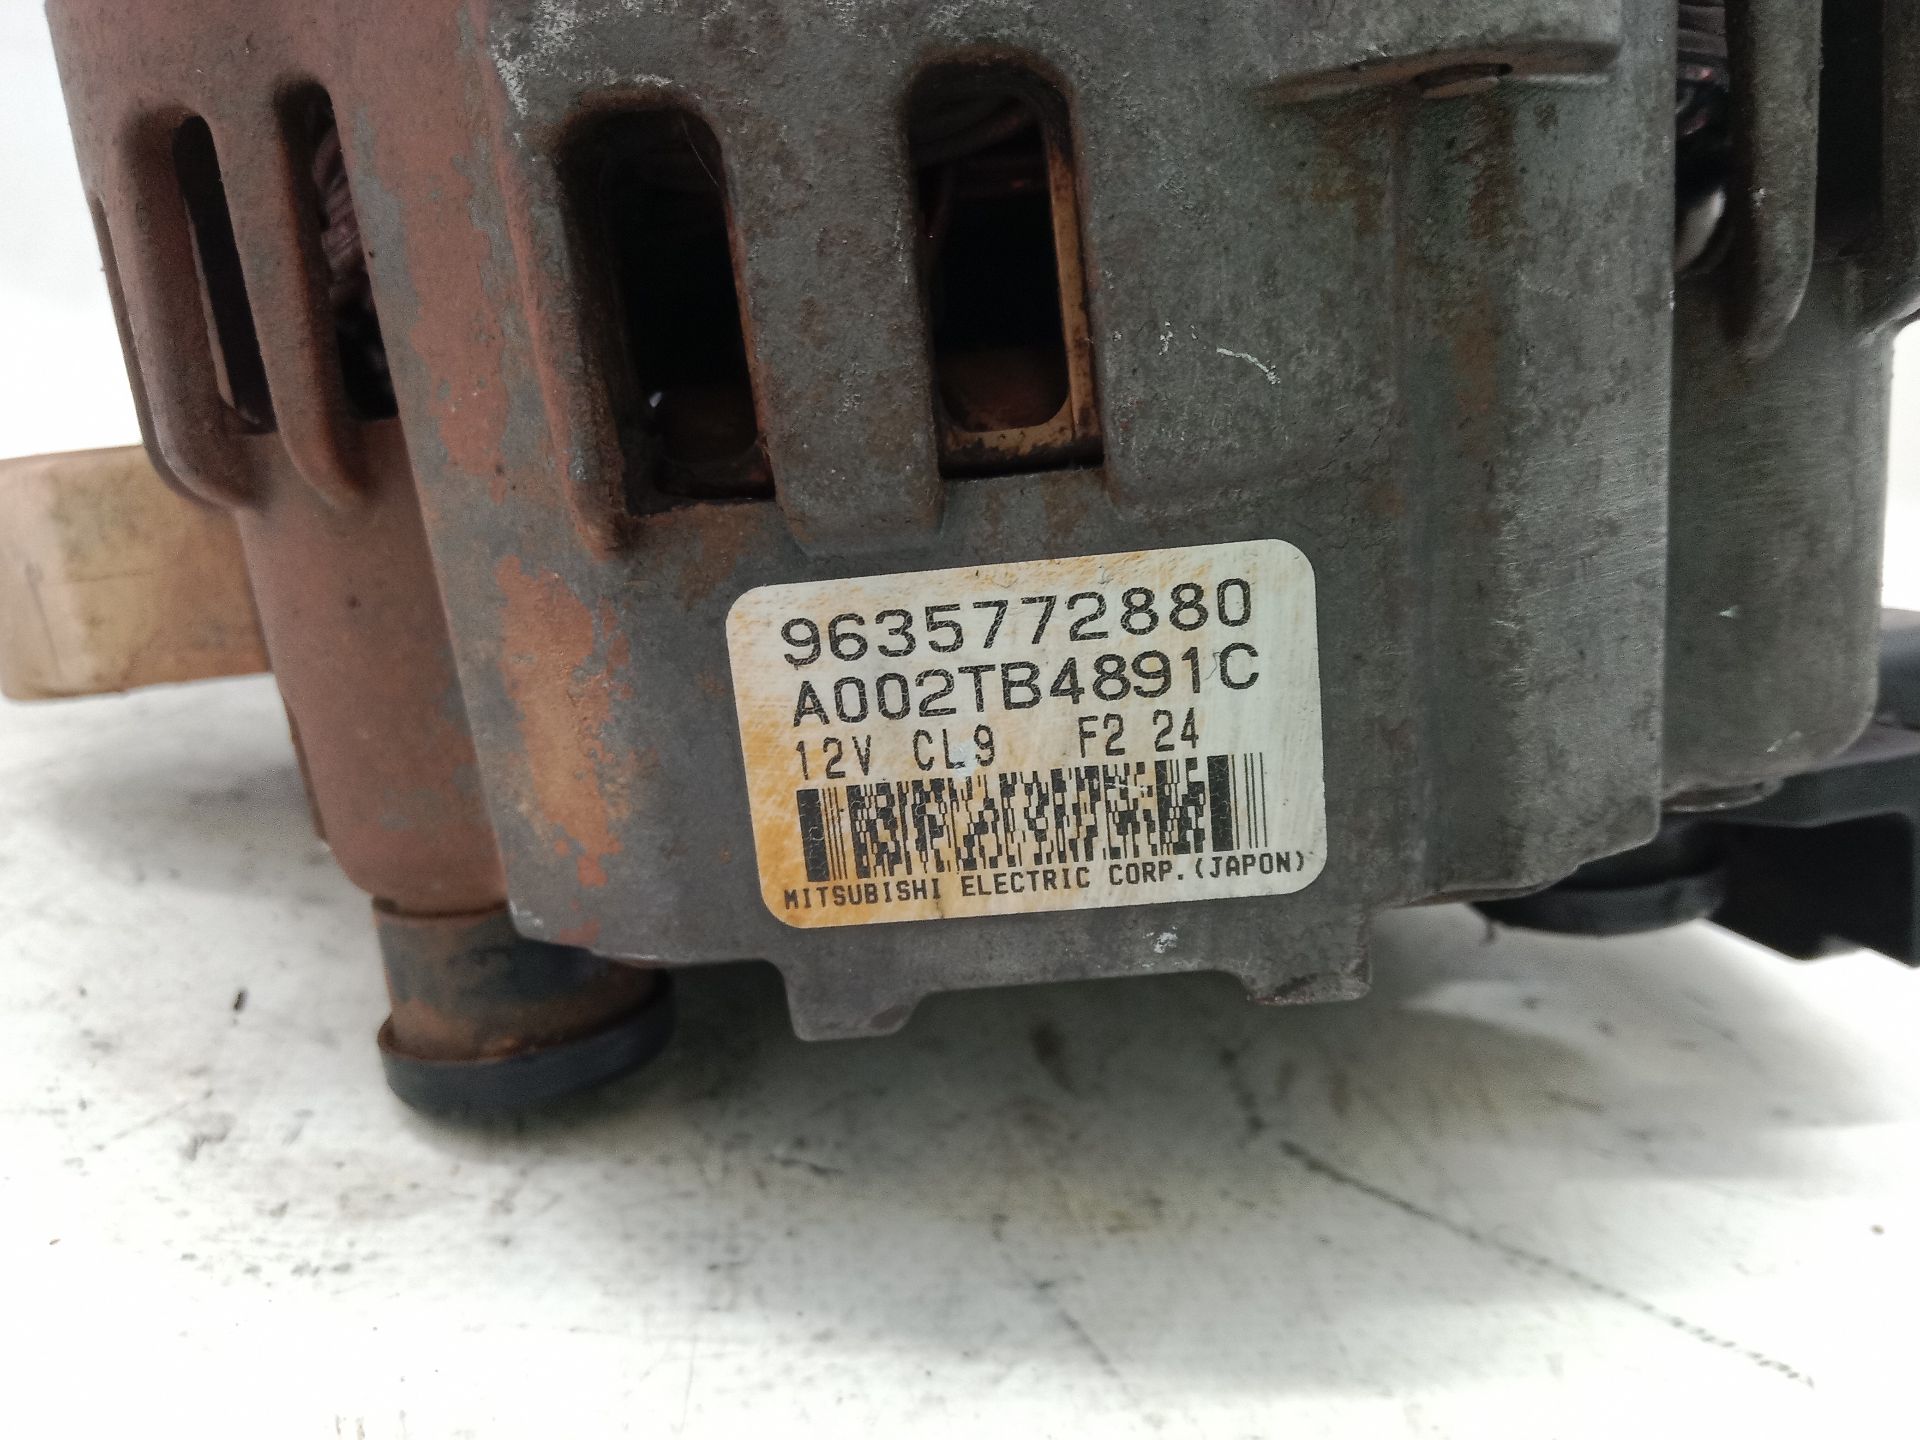 9635772880
A002TB4891C
12V CL9 F2 24
MITSUBISHI ELECTRIC CORP.(JAPON)